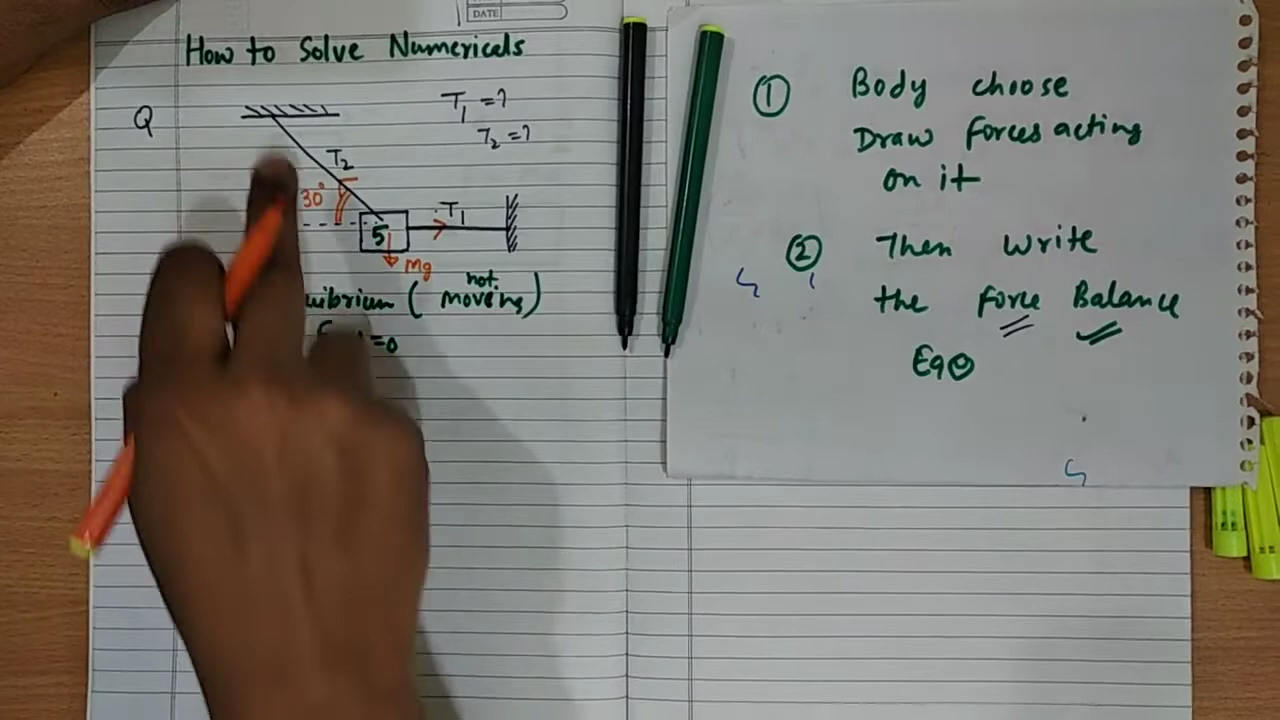 DATE
How to Solve Numericals
Q
T1 = ?
T2 = ?
T2
30°
T1
5
Mg
(not moving)
=0
① Body choose
Draw forces acting
on it
② Then write
the force Balance
Eq